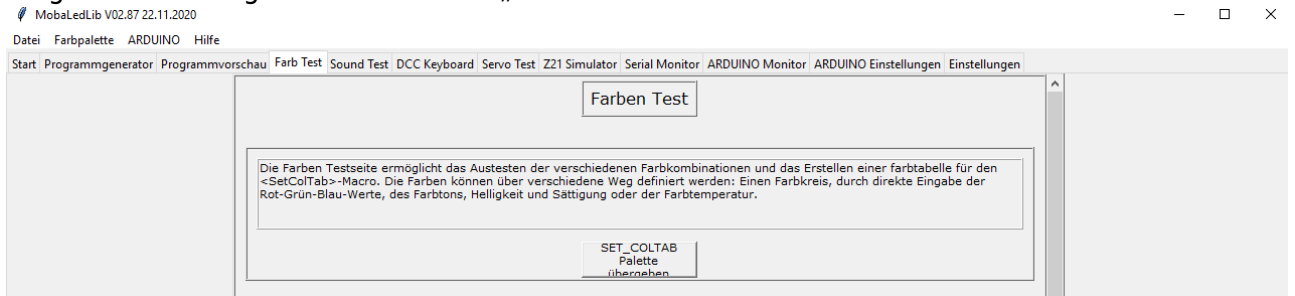 MobaLedLib V02.87 22.11.2020
Datei Farbpalette ARDUINO Hilfe
Start Programmgenerator Programmvorschau Farb Test Sound Test DCC Keyboard Servo Test Z21 Simulator Serial Monitor ARDUINO Monitor ARDUINO Einstellungen Einstellungen
Farben Test
Die Farben Testseite ermöglicht das Austesten der verschiedenen Farbkombinationen und das Erstellen einer farbtabelle für den
<SetColTab>-Macro. Die Farben können über verschiedene Weg definiert werden: Einen Farbkreis, durch direkte Eingabe der
Rot-Grün-Blau-Werte, des Farbtons, Helligkeit und Sättigung oder der Farbtemperatur.
SET_COLTAB
Palette
übergeben